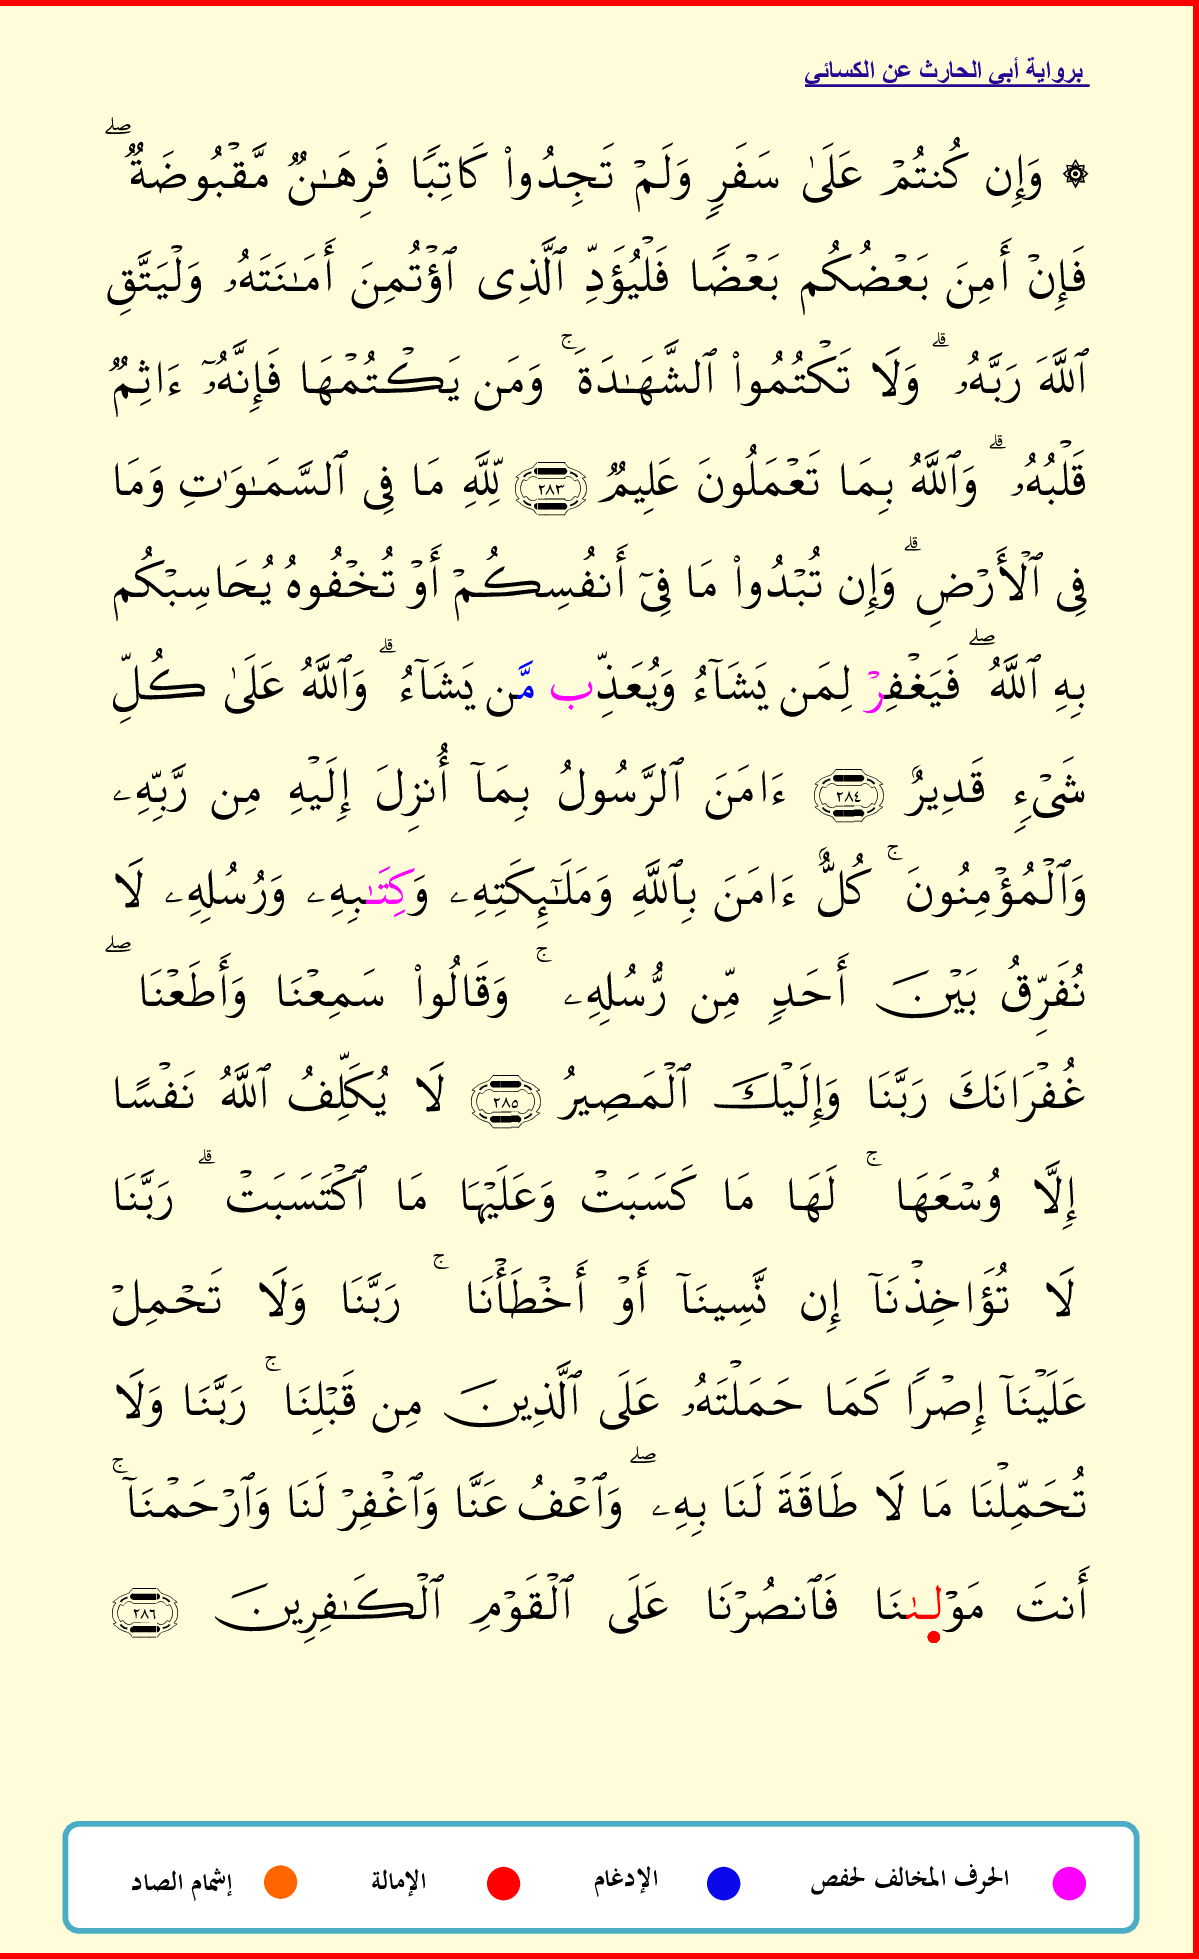 برواية أبي الحارث عن الكسائي
۞ وَإِن كُنتُمۡ عَلَىٰ سَفَرٖ وَلَمۡ تَجِدُواْ كَاتِبٗا فَرِهَـٰنٞ مَّقۡبُوضَةٞۖ
فَإِنۡ أَمِنَ بَعۡضُكُم بَعۡضٗا فَلۡيُؤَدِّ ٱلَّذِي ٱؤۡتُمِنَ أَمَـٰنَتَهُۥ وَلۡيَتَّقِ
ٱللَّهَ رَبَّهُۥۗ وَلَا تَكۡتُمُواْ ٱلشَّهَـٰدَةَۚ وَمَن يَكۡتُمۡهَا فَإِنَّهُۥٓ ءَاثِمٞ
قَلۡبُهُۥۗ وَٱللَّهُ بِمَا تَعۡمَلُونَ عَلِيمٞ ٢٨٣ لِّلَّهِ مَا فِي ٱلسَّمَـٰوَٰتِ وَمَا
فِي ٱلۡأَرۡضِۗ وَإِن تُبۡدُواْ مَا فِيٓ أَنفُسِكُمۡ أَوۡ تُخۡفُوهُ يُحَاسِبۡكُم
بِهِ ٱللَّهُۖ فَيَغۡفِرۡ لِمَن يَشَآءُ وَيُعَذِّب مَّن يَشَآءُۗ وَٱللَّهُ عَلَىٰ كُلِّ
شَيۡءٖ قَدِيرٌ ٢٨٤ ءَامَنَ ٱلرَّسُولُ بِمَآ أُنزِلَ إِلَيۡهِ مِن رَّبِّهِۦ
وَٱلۡمُؤۡمِنُونَۚ كُلٌّ ءَامَنَ بِٱللَّهِ وَمَلَـٰٓئِكَتِهِۦ وَكِتَـٰبِهِۦ وَرُسُلِهِۦ لَا
نُفَرِّقُ بَيۡنَ أَحَدٖ مِّن رُّسُلِهِۦۚ وَقَالُواْ سَمِعۡنَا وَأَطَعۡنَاۖ
غُفۡرَانَكَ رَبَّنَا وَإِلَيۡكَ ٱلۡمَصِيرُ ٢٨٥ لَا يُكَلِّفُ ٱللَّهُ نَفۡسًا
إِلَّا وُسۡعَهَاۚ لَهَا مَا كَسَبَتۡ وَعَلَيۡهَا مَا ٱكۡتَسَبَتۡۗ رَبَّنَا
لَا تُؤَاخِذۡنَآ إِن نَّسِينَآ أَوۡ أَخۡطَأۡنَاۚ رَبَّنَا وَلَا تَحۡمِلۡ
عَلَيۡنَآ إِصۡرٗا كَمَا حَمَلۡتَهُۥ عَلَى ٱلَّذِينَ مِن قَبۡلِنَاۚ رَبَّنَا وَلَا
تُحَمِّلۡنَا مَا لَا طَاقَةَ لَنَا بِهِۦۖ وَٱعۡفُ عَنَّا وَٱغۡفِرۡ لَنَا وَٱرۡحَمۡنَآۚ
أَنتَ مَوۡلَىٰنَا فَٱنصُرۡنَا عَلَى ٱلۡقَوۡمِ ٱلۡكَـٰفِرِينَ ٢٨٦
الحرف المخالف لحفص الإدغام الإمالة إشمام الصاد